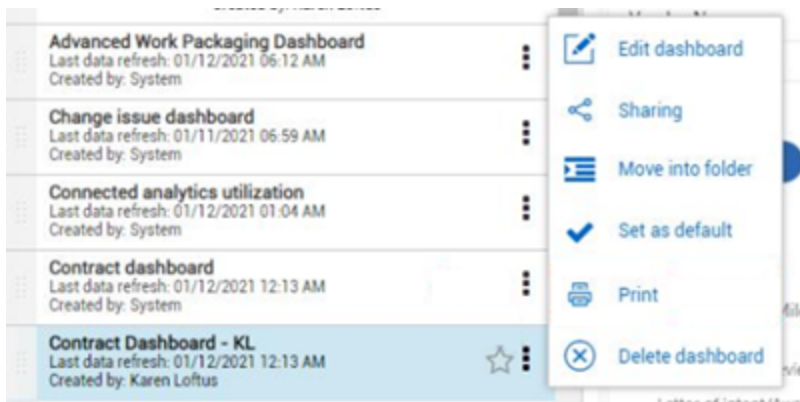 Advanced Work Packaging Dashboard
Last data refresh: 01/12/2021 06:12 AM
Created by: System
Change issue dashboard
Last data refresh: 01/11/2021 06:59 AM
Created by: System
Connected analytics utilization
Last data refresh: 01/12/2021 01:04 AM
Created by: System
Contract dashboard
Last data refresh: 01/12/2021 12:13 AM
Created by: System
Contract Dashboard - KL
Last data refresh: 01/12/2021 12:13 AM
Created by: Karen Loftus
Edit dashboard
Sharing
Move into folder
Set as default
Print
Delete dashboard